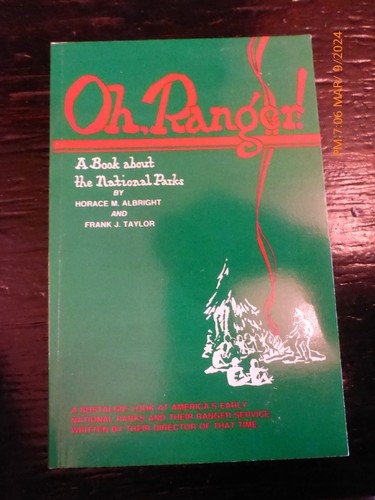 Oh, Ranger!
A Book about
the National Parks
BY
HORACE M. ALBRIGHT
AND
FRANK J. TAYLOR
A NOSTALGIC LOOK AT AMERICA'S EARLY
NATIONAL PARKS AND THEIR RANGER SERVICE,
WRITTEN BY THEIR DIRECTOR OF THAT TIME
PM 7:06 MAR/ 9/2024